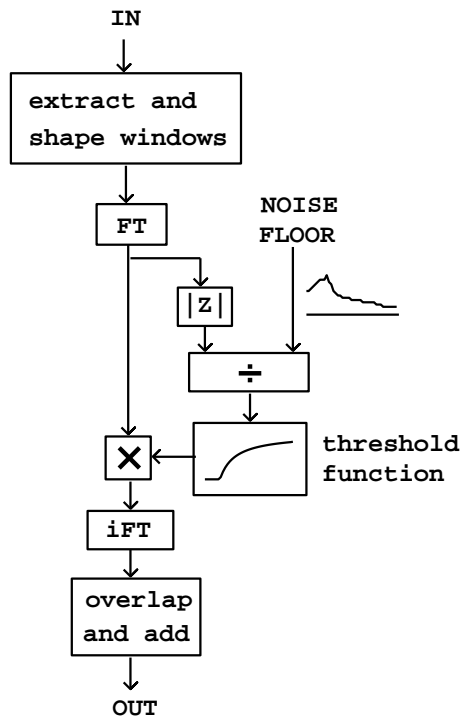 IN
extract and
shape windows
FT
NOISE
FLOOR
|Z|
÷
×
threshold
function
iFT
overlap
and add
OUT